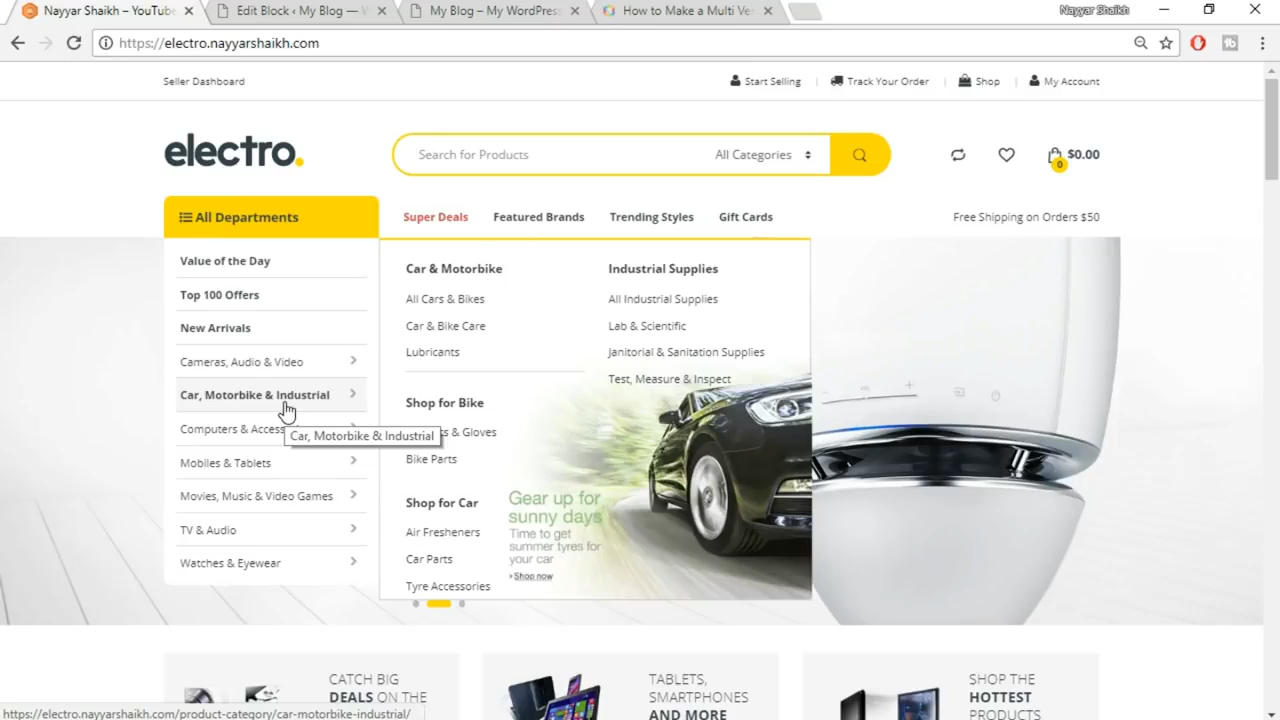 Nayyar Shaikh – YouTube
Edit Block ‹ My Blog —
My Blog – My WordPress
How to Make a Multi
Nayyar Shaikh
https://electro.nayyarshaikh.com
Seller Dashboard
Start Selling
Track Your Order
Shop
My Account
electro.
Search for Products
All Categories
0
$0.00
All Departments
Super Deals
Featured Brands
Trending Styles
Gift Cards
Free Shipping on Orders $50
Value of the Day
Top 100 Offers
New Arrivals
Cameras, Audio & Video
Car, Motorbike & Industrial
Computers &
Car, Motorbike & Industrial
Mobiles & Tablets
Movies, Music & Video Games
TV & Audio
Watches & Eyewear
Car & Motorbike
All Cars & Bikes
Car & Bike Care
Lubricants
Shop for Bike
& Gloves
Bike Parts
Shop for Car
Air Fresheners
Car Parts
Tyre Accessories
Industrial Supplies
All Industrial Supplies
Lab & Scientific
Janitorial & Sanitation Supplies
Test, Measure & Inspect
Gear up for
sunny days
Time to get
summer tyres for
your car
Shop now
CATCH BIG
DEALS ON THE
TABLETS,
SMARTPHONES
AND MORE
SHOP THE
HOTTEST
PRODUCTS
https://electro.nayyarshaikh.com/product-category/car-motorbike-industrial/